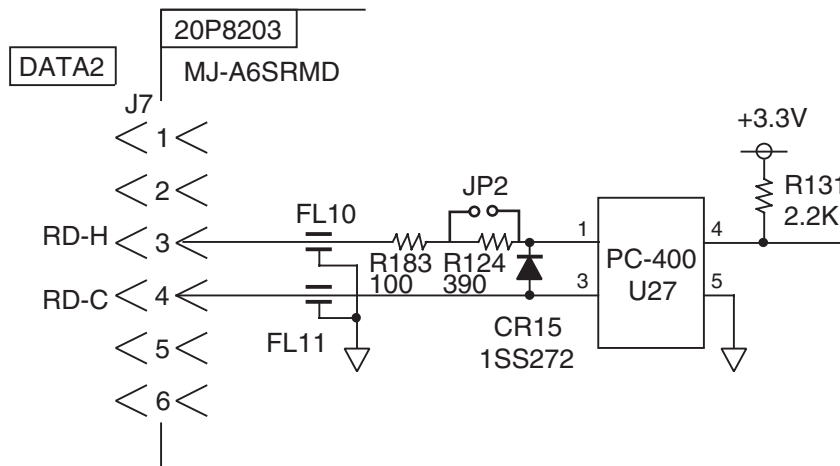 20P8203
DATA2
MJ-A6SRMD
J7
+3.3V
1
2
JP2
R131
2.2K
RD-H
3
FL10
R183
100
R124
390
1
4
PC-400
U27
RD-C
4
3
5
FL11
CR15
1SS272
5
6